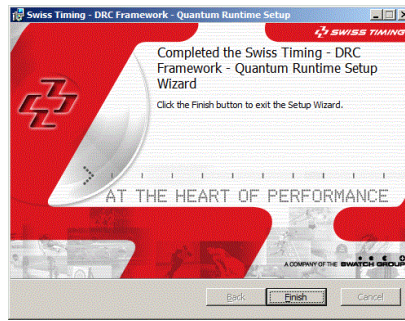 Swiss Timing - DRC Framework - Quantum Runtime Setup
SWISS TIMING
Completed the Swiss Timing - DRC
Framework - Quantum Runtime Setup
Wizard
Click the Finish button to exit the Setup Wizard.
AT THE HEART OF PERFORMANCE
A COMPANY OF THE SWATCH GROUP
Back
Finish
Cancel